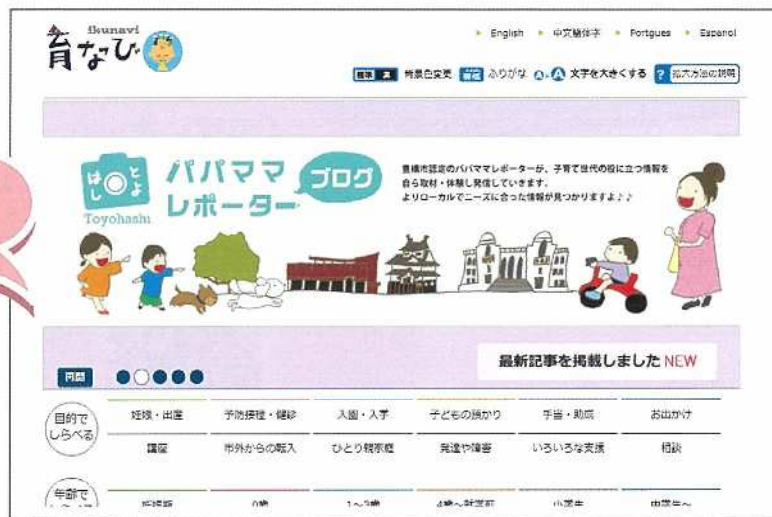 ikunavi
育なび
English 中文簡体字 Portgues Espanol
標準 黒 背景色変更 ふりがな A▸A 文字を大きくする ? 拡大方法の説明
とよはし
Toyohashi
パパママ
レポーター
ブログ
豊橋市認定のパパママレポーターが、子育て世代の役に立つ情報を
自ら取材・体験し発信していきます。
よりローカルでニーズに合った情報が見つかりますよ♪♪
最新記事を掲載しました NEW
目的で
しらべる
妊娠・出産 予防接種・健診 入園・入学 子どもの預かり 手当・助成 おでかけ
講座 市外からの転入 ひとり親家庭 発達や障害 いろいろな支援 相談
年齢で
妊娠期 0歳 1~3歳 4歳~就学前 小学生 中学生~